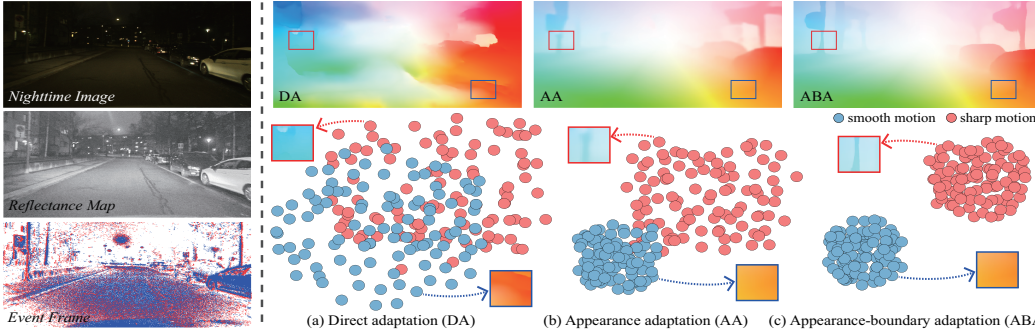 Nighttime Image
Reflectance Map
Event Frame
DA
AA
ABA
smooth motion
sharp motion
(a) Direct adaptation (DA)
(b) Appearance adaptation (AA)
(c) Appearance-boundary adaptation (ABA